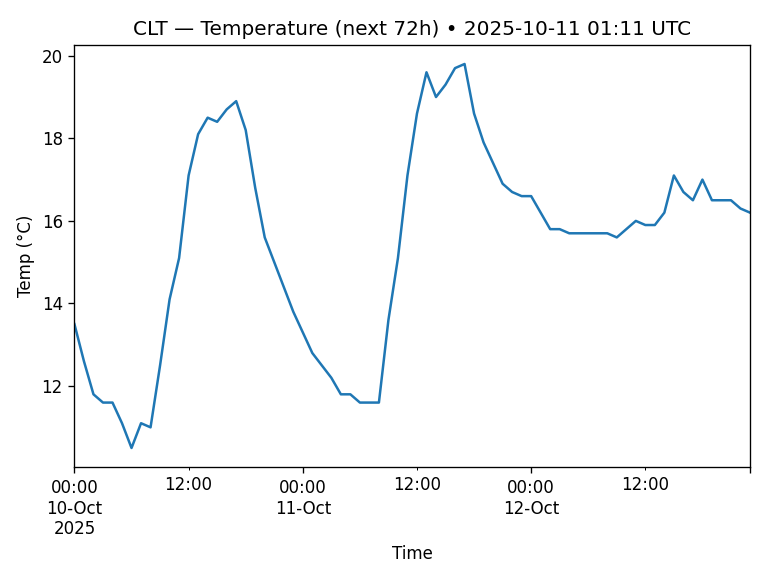 CLT — Temperature (next 72h) • 2025-10-11 01:11 UTC
20
18
16
14
12
Temp (°C)
00:00 12:00 00:00 12:00 00:00 12:00
10-Oct 11-Oct 12-Oct
2025
Time